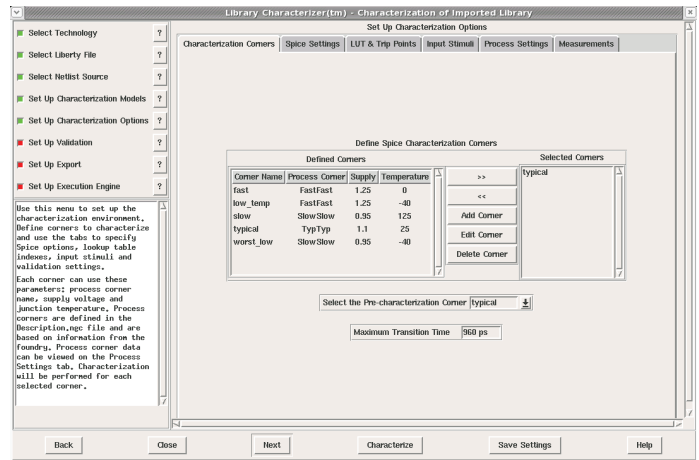 Library Characterizer(tm) - Characterization of Imported Library
Select Technology ?
Select Liberty File ?
Select Netlist Source ?
Set Up Characterization Models ?
Set Up Characterization Options ?
Set Up Validation ?
Set Up Export ?
Set Up Execution Engine ?
Use this menu to set up the
characterization environment.
Define corners to characterize
and use the tabs to specify
Spice options, lookup table
indexes, input stimuli and
validation settings.
Each corner can use these
parameters: process corner
name, supply voltage and
junction temperature. Process
corners are defined in the
Description.ngc file and are
based on information from the
foundry. Process corner data
can be viewed on the Process
Settings tab. Characterization
will be performed for each
selected corner.
Set Up Characterization Options
Characterization Corners Spice Settings LUT & Trip Points Input Stimuli Process Settings Measurements
Define Spice Characterization Corners
Defined Corners
Corner Name Process Corner Supply Temperature
fast FastFast 1.25 0
low_temp FastFast 1.25 -40
slow SlowSlow 0.95 125
typical TypTyp 1.1 25
worst_low SlowSlow 0.95 -40
>>
<<
Add Corner
Edit Corner
Delete Corner
Selected Corners
typical
Select the Pre-characterization Corner typical
Maximum Transition Time 960 ps
Back Close Next Characterize Save Settings Help